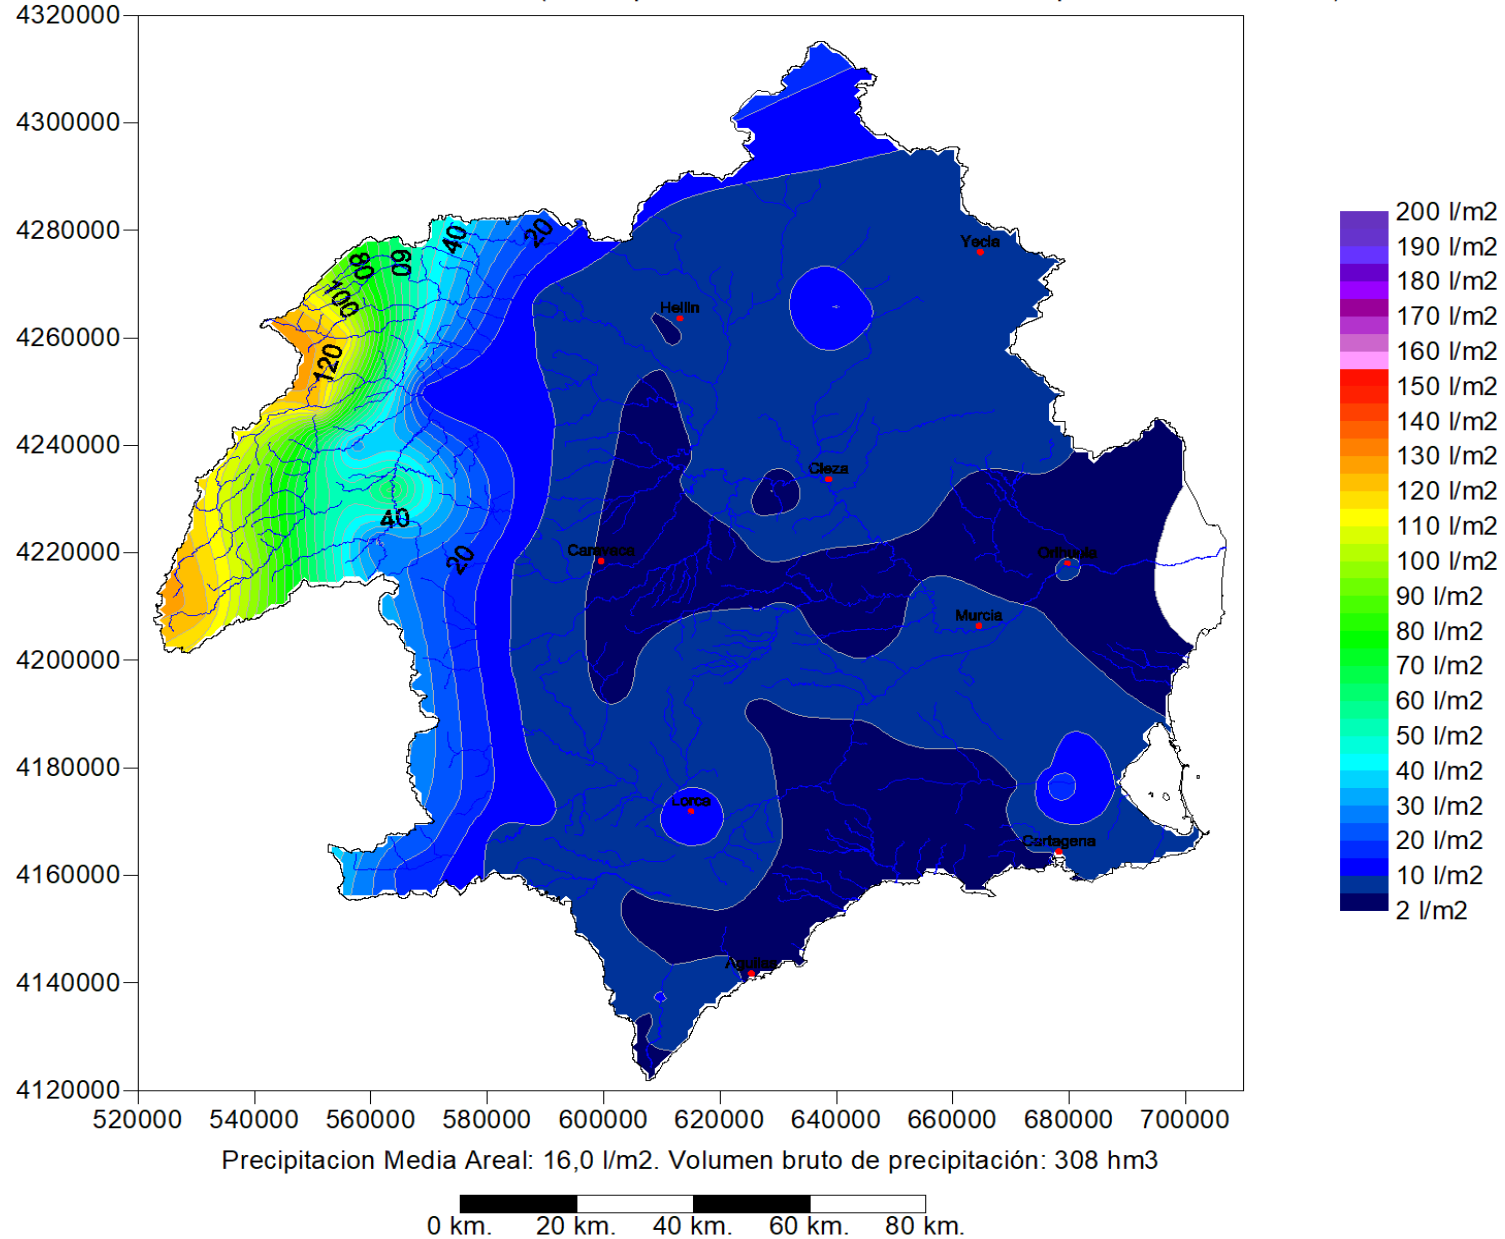 4320000
4300000
4280000
4260000
4240000
4220000
4200000
4180000
4160000
4140000
4120000
520000 540000 560000 580000 600000 620000 640000 660000 680000 700000
20
40
60
80
100
120
40
20
Yecla
Hellin
Cieza
Caravaca
Orihuela
Murcia
Lorca
Cartagena
Aguilas
200 l/m2
190 l/m2
180 l/m2
170 l/m2
160 l/m2
150 l/m2
140 l/m2
130 l/m2
120 l/m2
110 l/m2
100 l/m2
90 l/m2
80 l/m2
70 l/m2
60 l/m2
50 l/m2
40 l/m2
30 l/m2
20 l/m2
10 l/m2
2 l/m2
Precipitacion Media Areal: 16,0 l/m2. Volumen bruto de precipitación: 308 hm3
0 km. 20 km. 40 km. 60 km. 80 km.